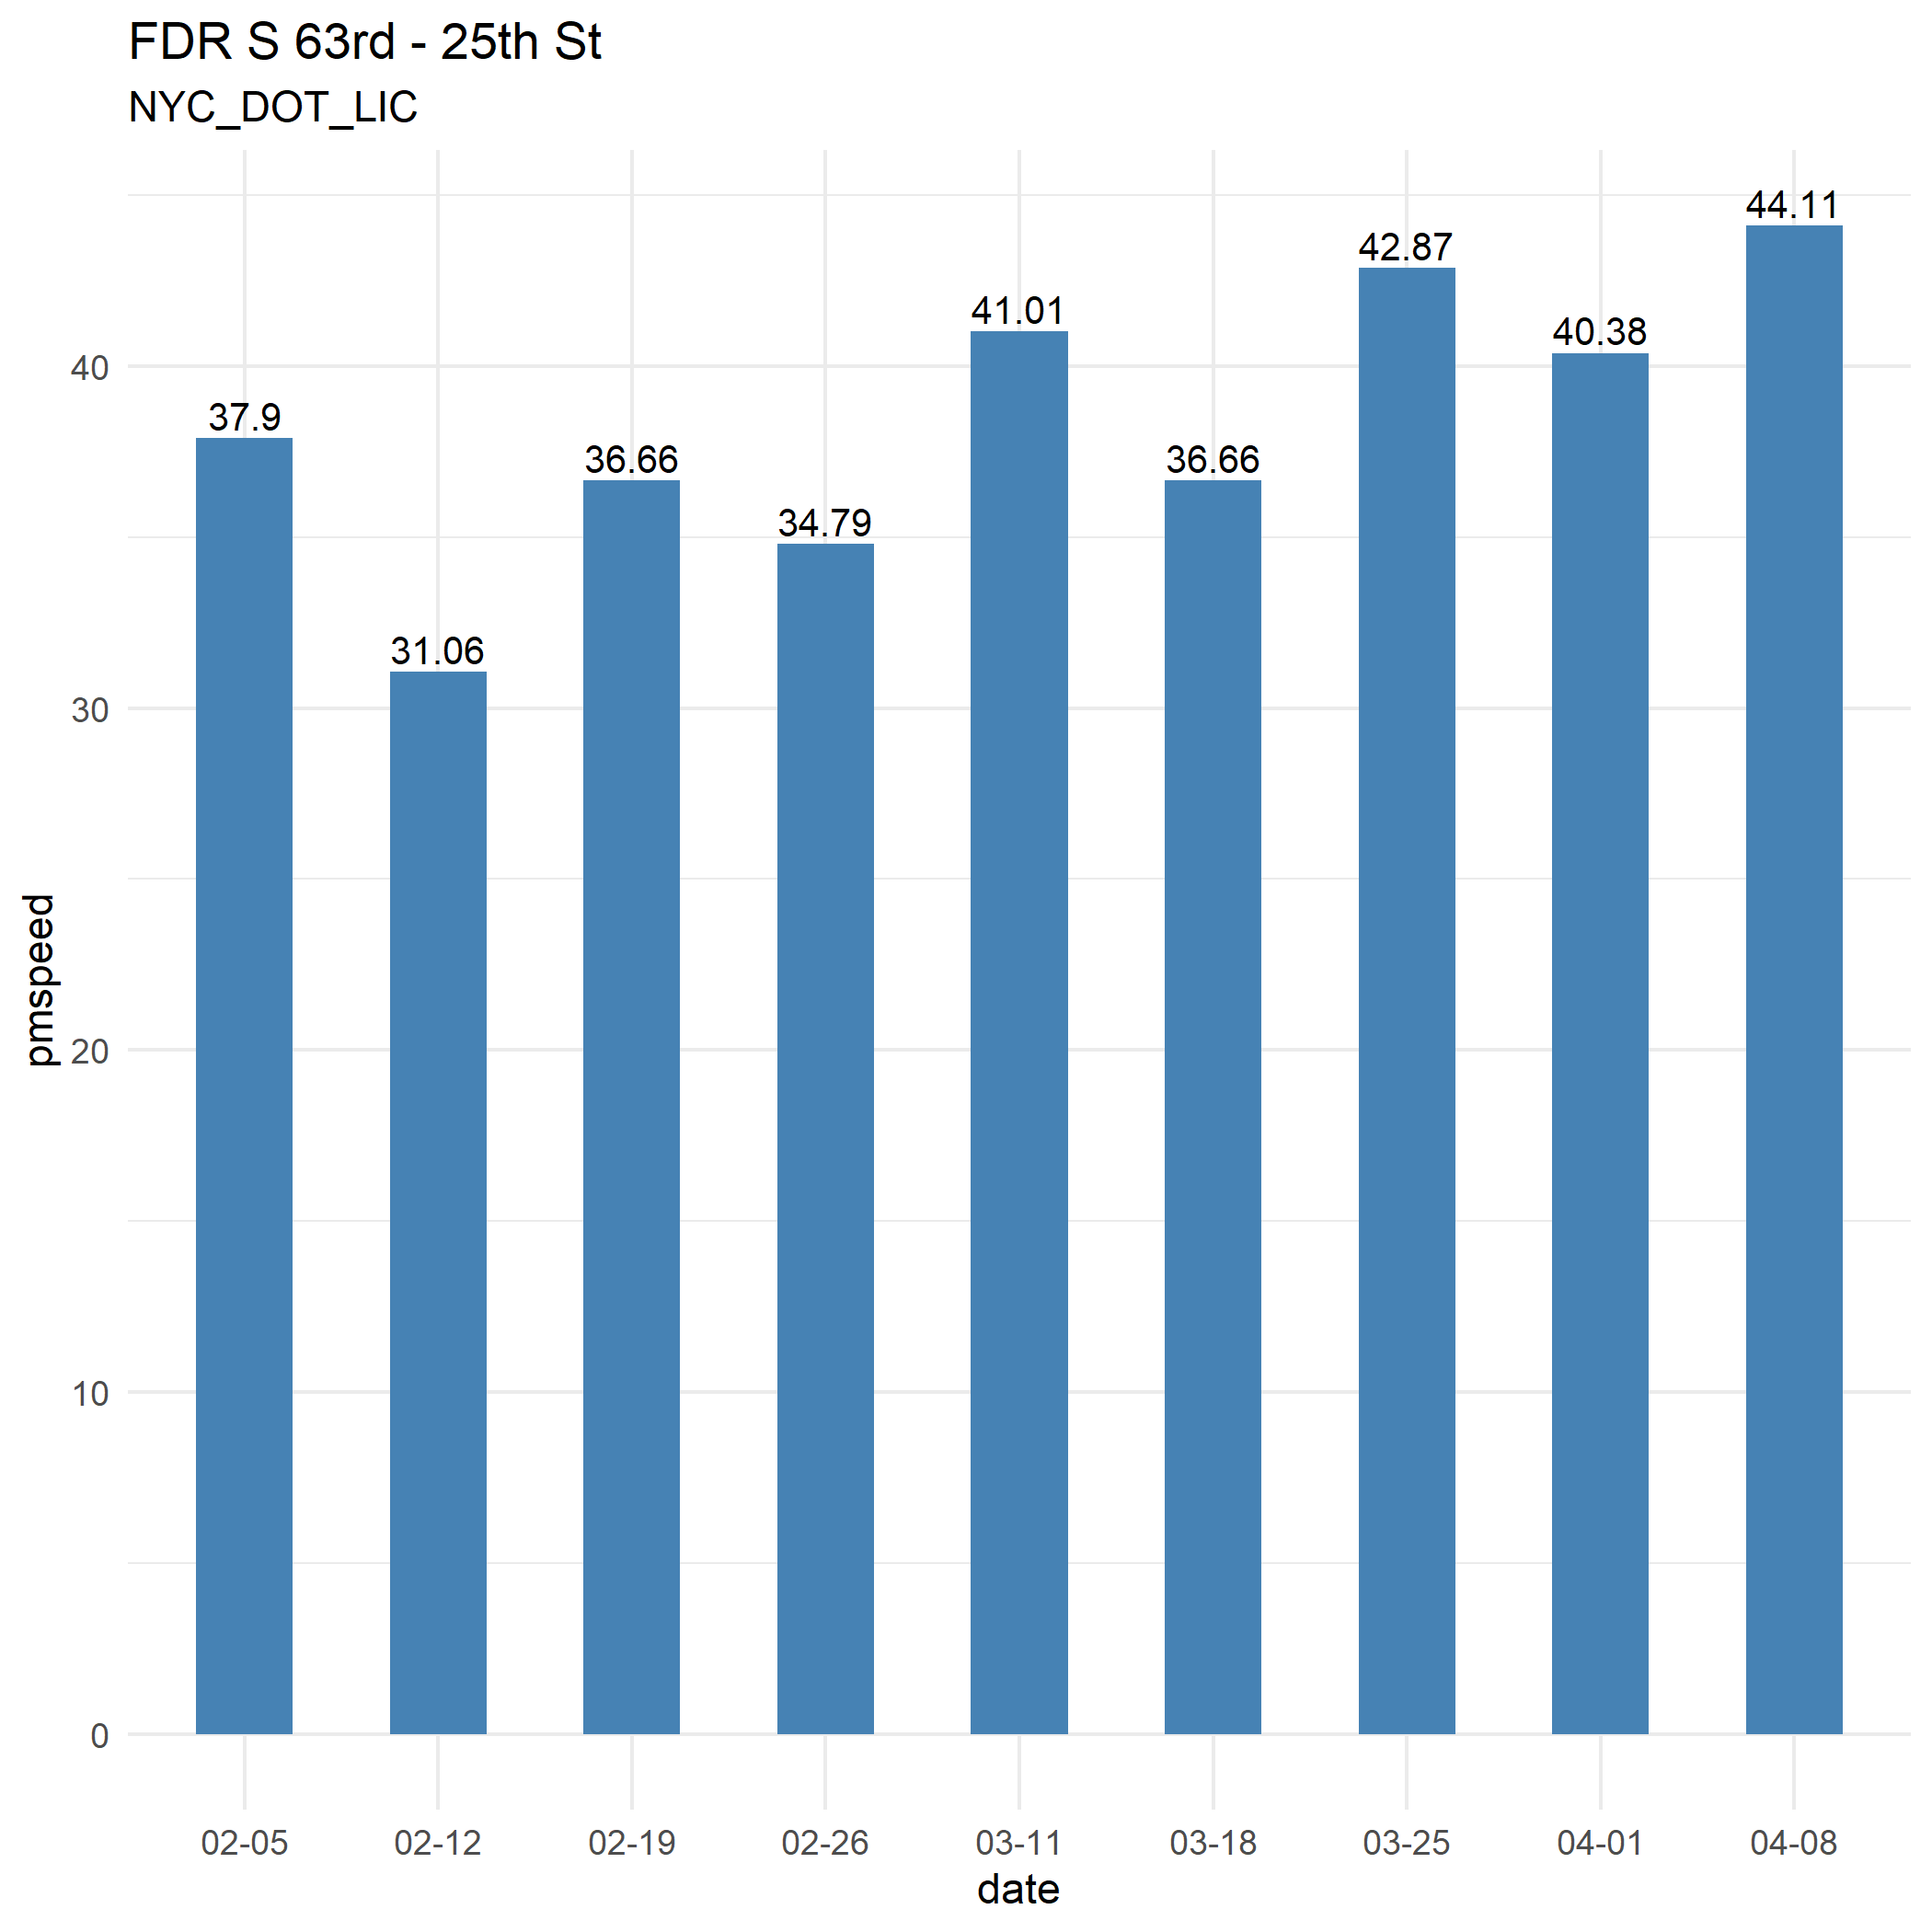 FDR S 63rd - 25th St
NYC_DOT_LIC
44.11
42.87
41.01
40.38
37.9
36.66
36.66
34.79
31.06
40
30
20
10
0
pmspeed
02-05 02-12 02-19 02-26 03-11 03-18 03-25 04-01 04-08
date